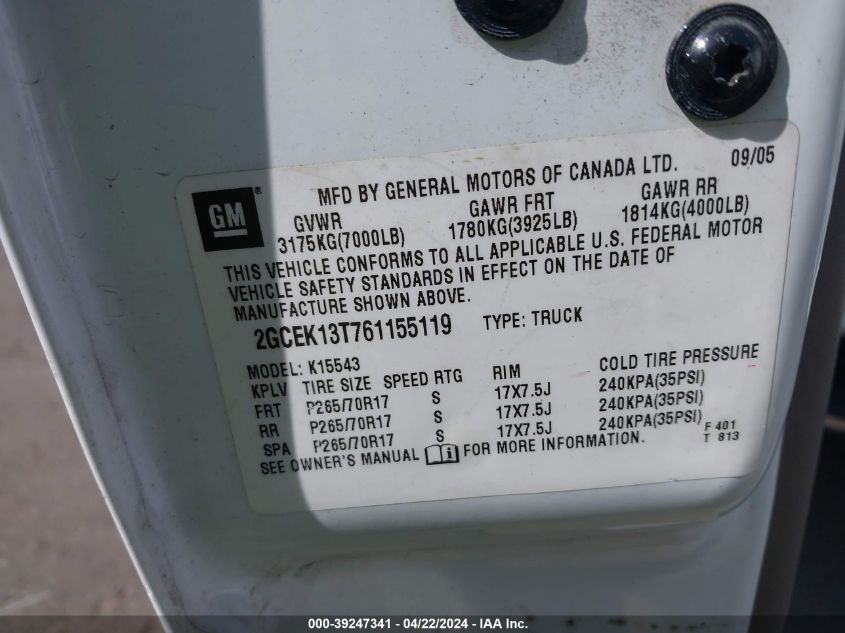 MFD BY GENERAL MOTORS OF CANADA LTD. 09/05
GM®
GVWR GAWR FRT GAWR RR
3175KG(7000LB) 1780KG(3925LB) 1814KG(4000LB)
THIS VEHICLE CONFORMS TO ALL APPLICABLE U.S. FEDERAL MOTOR
VEHICLE SAFETY STANDARDS IN EFFECT ON THE DATE OF
MANUFACTURE SHOWN ABOVE.
2GCEK13T761155119 TYPE: TRUCK
MODEL: K15543
KPLV TIRE SIZE SPEED RTG RIM COLD TIRE PRESSURE
FRT P265/70R17 S 17X7.5J 240KPA(35PSI)
RR P265/70R17 S 17X7.5J 240KPA(35PSI)
SPA P265/70R17 S 17X7.5J 240KPA(35PSI)
SEE OWNER'S MANUAL i FOR MORE INFORMATION.
F 401
T 813
000-39247341 / 04/22/2024 - IAA Inc.